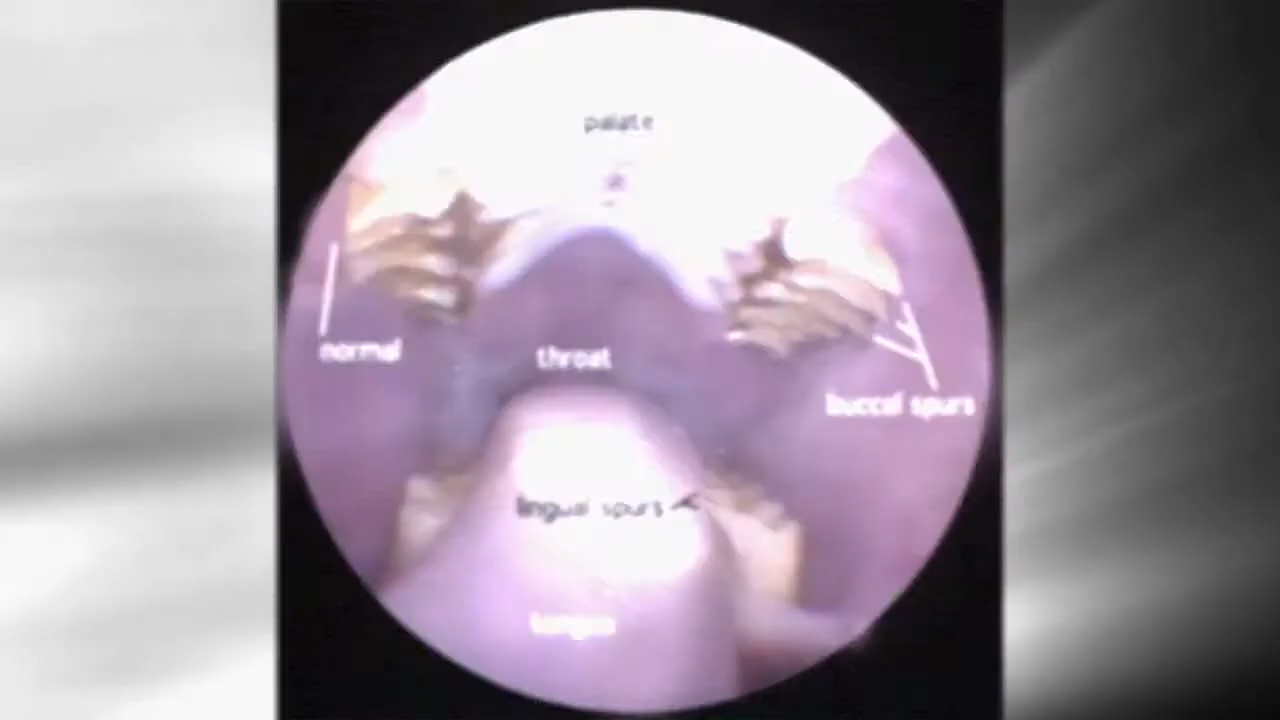 palate
normal
throat
buccal spurs
lingual spurs
tongue